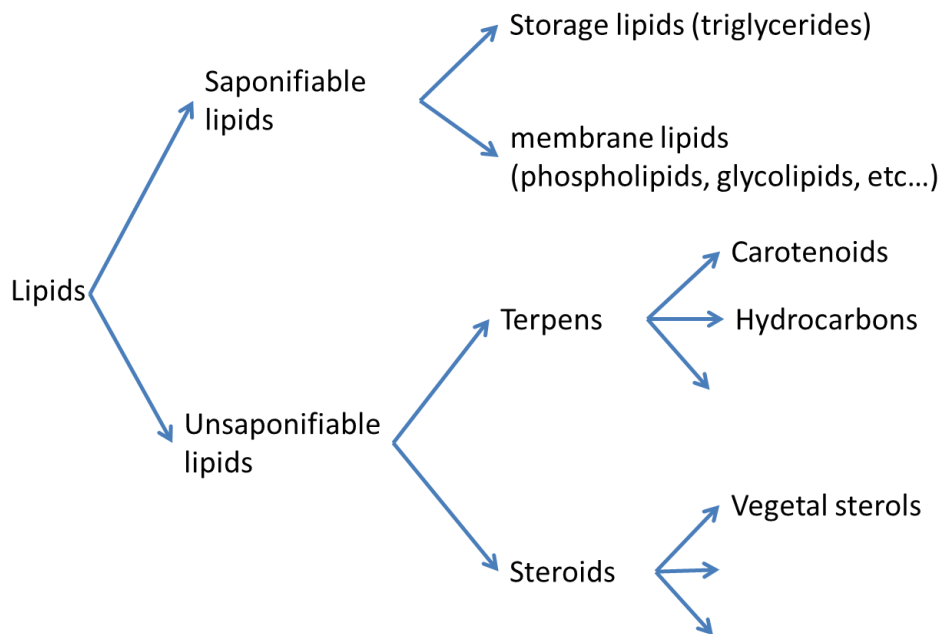 Storage lipids (triglycerides)
Saponifiable
lipids
membrane lipids
(phospholipids, glycolipids, etc...)
Carotenoids
Lipids
Terpens
Hydrocarbons
Unsaponifiable
lipids
Vegetal sterols
Steroids